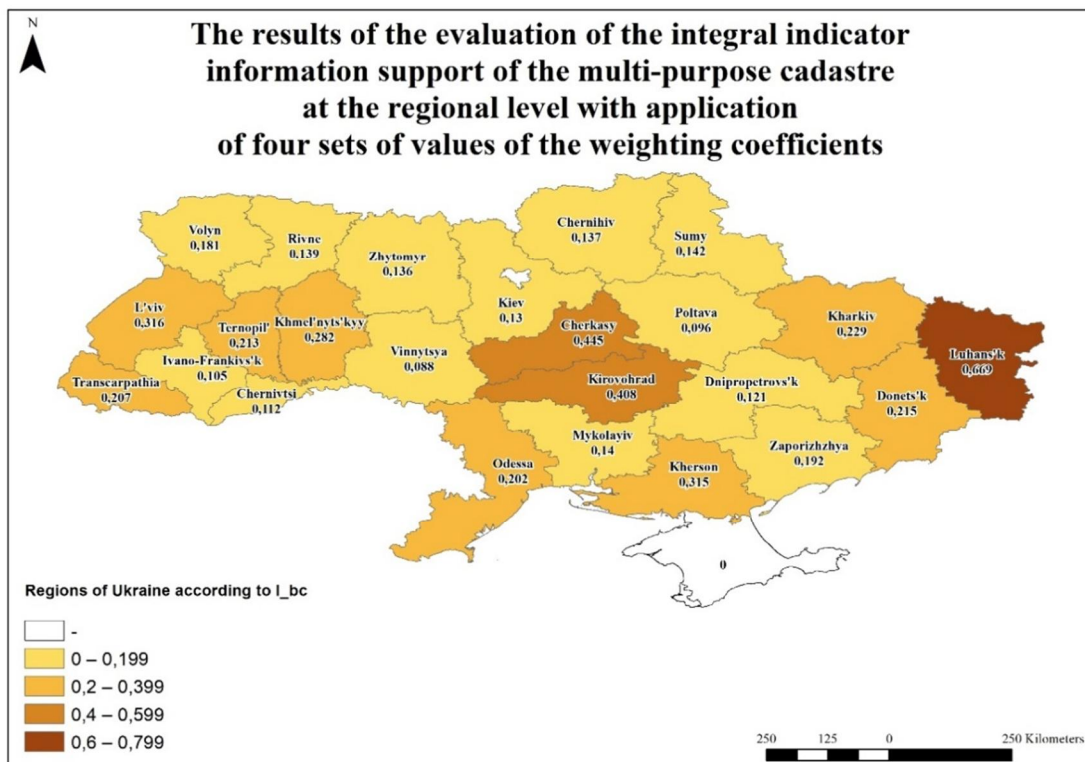 N
The results of the evaluation of the integral indicator
information support of the multi-purpose cadastre
at the regional level with application
of four sets of values of the weighting coefficients
Volyn
0,181
Rivne
0,139
Zhytomyr
0,136
Chernihiv
0,137
Sumy
0,142
Kiev
0,13
L'viv
0,316
Ternopil'
0,213
Khmel'nyts'kyy
0,282
Cherkasy
0,445
Poltava
0,096
Kharkiv
0,229
Luhans'k
0,669
Ivano-Frankivs'k
0,105
Vinnytsya
0,088
Transcarpathia
0,207
Chernivtsi
0,112
Kirovohrad
0,408
Dnipropetrovs'k
0,121
Donets'k
0,215
Mykolayiv
0,14
Zaporizhzhya
0,192
Odessa
0,202
Kherson
0,315
0
Regions of Ukraine according to I_bc
-
0 – 0,199
0,2 – 0,399
0,4 – 0,599
0,6 – 0,799
250 125 0 250 Kilometers